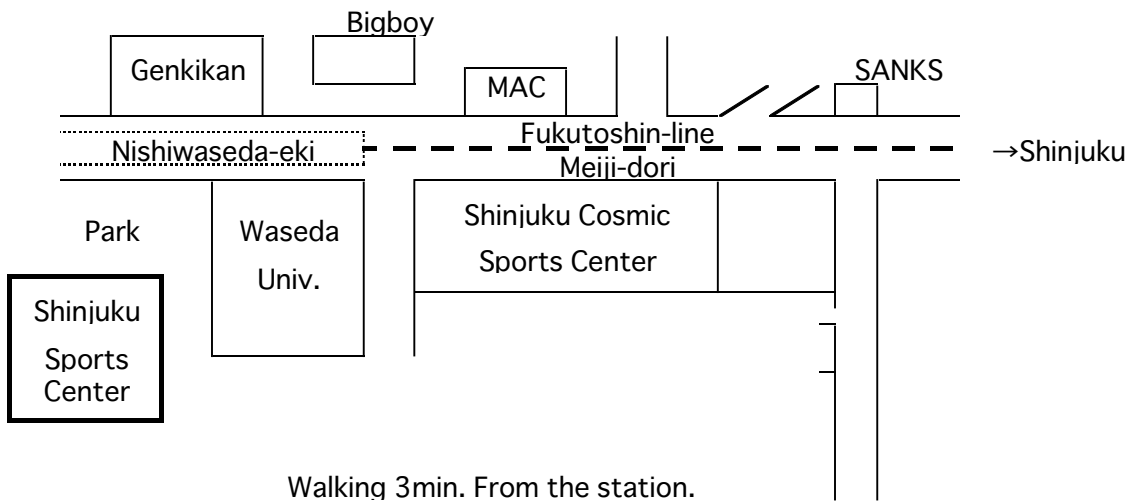 Bigboy
Genkikan
SANKS
MAC
Fukutoshin-line
Nishiwaseda-eki
→Shinjuku
Meiji-dori
Shinjuku Cosmic
Sports Center
Park
Waseda
Univ.
Shinjuku
Sports
Center
Walking 3min. From the station.